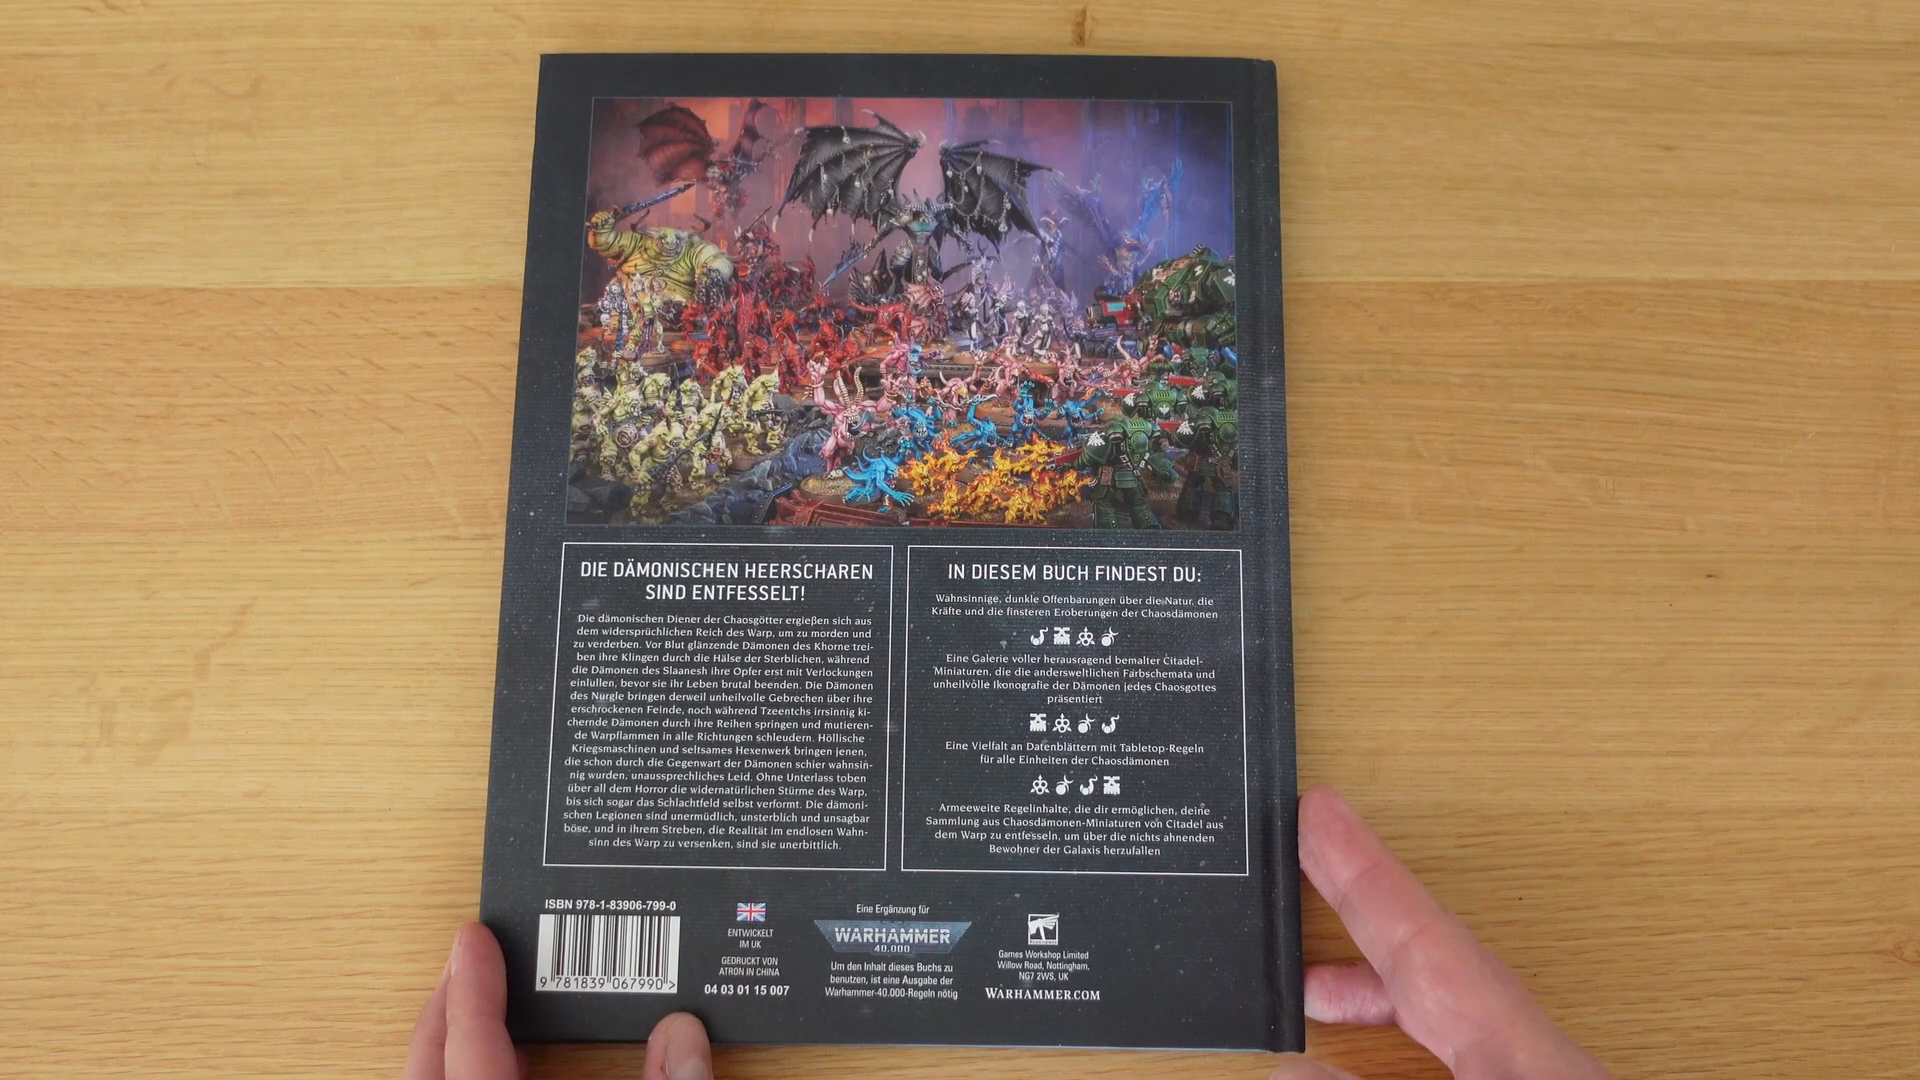 DIE DÄMONISCHEN HEERSCHAREN
SIND ENTFESSELT!
Die dämonischen Diener der Chaosgötter ergießen sich aus
dem widersprüchlichen Reich des Warp, um zu morden und
zu verderben. Vor Blut glänzende Dämonen des Khorne trei-
ben ihre Klingen durch die Hälse der Sterblichen, während
die Dämonen des Slaanesh ihre Opfer erst mit Verlockungen
einlullen, bevor sie ihr Leben brutal beenden. Die Dämonen
des Nurgle bringen derweil unheilvolle Gebrechen über ihre
erschrockenen Feinde, noch während Tzeentchs irrsinnig ki-
chernde Dämonen durch ihre Reihen springen und mutieren-
de Warpflammen in alle Richtungen schleudern. Höllische
Kriegsmaschinen und seltsames Hexenwerk bringen jenen,
die schon durch die Gegenwart der Dämonen schier wahnsin-
nig wurden, unaussprechliches Leid. Ohne Unterlass toben
über all dem Horror die widernatürlichen Stürme des Warp,
bis sich sogar das Schlachtfeld selbst verformt. Die dämoni-
schen Legionen sind unermüdlich, unsterblich und unsagbar
böse, und in ihrem Streben, die Realität im endlosen Wahn-
sinn des Warp zu versenken, sind sie unerbittlich.
IN DIESEM BUCH FINDEST DU:
Wahnsinnige, dunkle Offenbarungen über die Natur, die
Kräfte und die finsteren Eroberungen der Chaosdämonen
Eine Galerie voller herausragend bemalter Citadel-
Miniaturen, die die andersweltlichen Farbschemata und
unheilvolle Ikonografie der Dämonen jedes Chaosgottes
präsentiert
Eine Vielfalt an Datenblättern mit Tabletop-Regeln
für alle Einheiten der Chaosdämonen
Armeeweite Regelinhalte, die dir ermöglichen, deine
Sammlung aus Chaosdämonen-Miniaturen von Citadel aus
dem Warp zu entfesseln, um über die nichts ahnenden
Bewohner der Galaxis herzufallen
ISBN 978-1-83906-799-0
9 781839 067990 >
ENTWICKELT
IM UK
GEDRUCKT VON
ATRON IN CHINA
04 03 01 15 007
Eine Ergänzung für
WARHAMMER
40.000
Um den Inhalt dieses Buchs zu
benutzen, ist eine Ausgabe der
Warhammer-40.000-Regeln nötig
Games Workshop Limited
Willow Road, Nottingham,
NG7 2WS, UK
WARHAMMER.COM